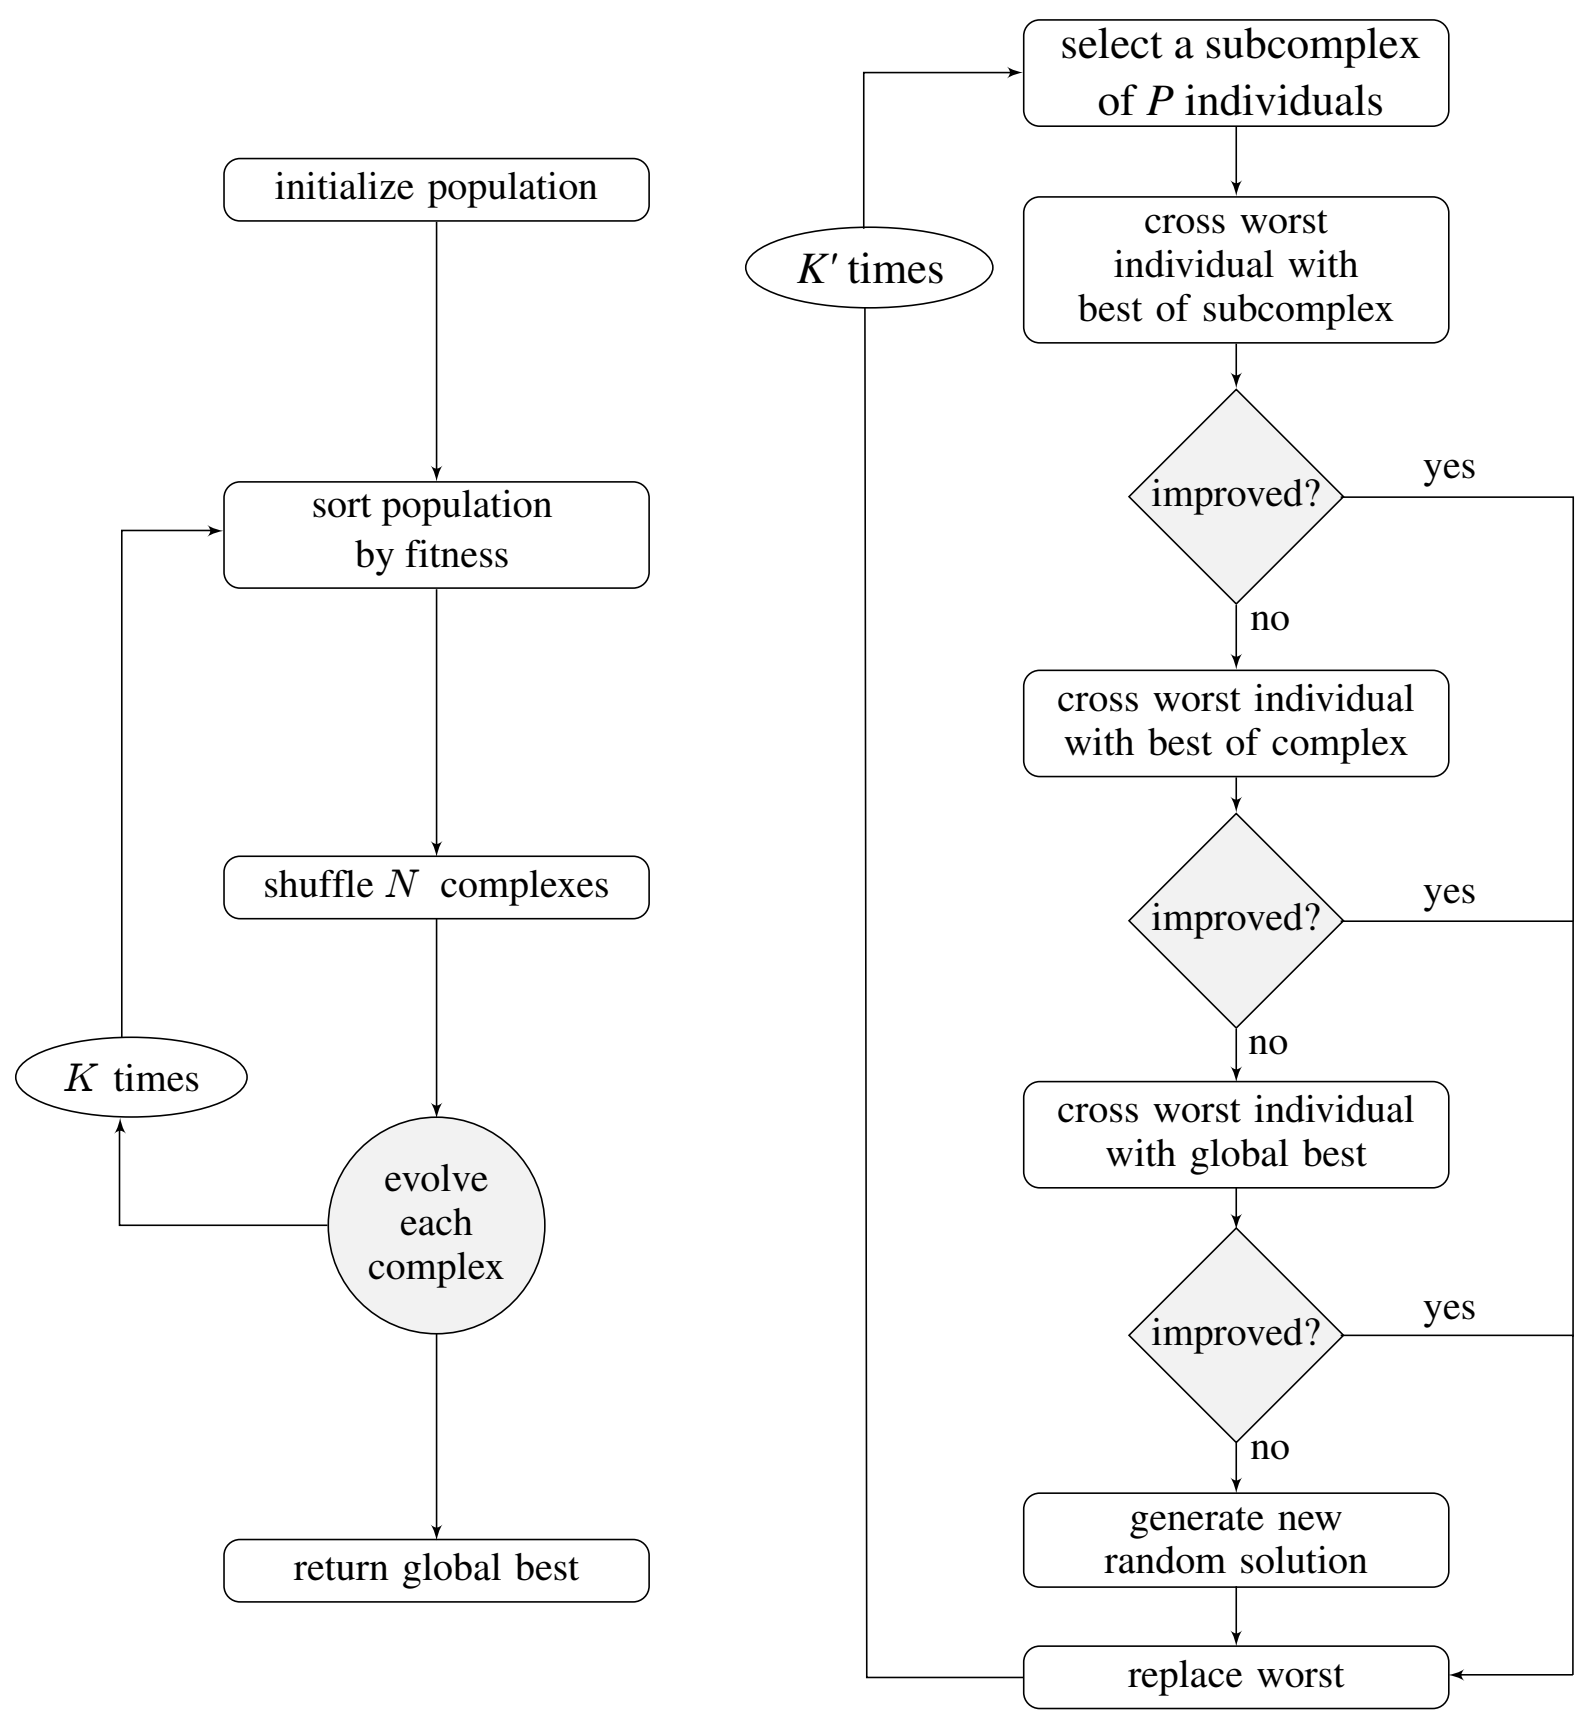 initialize population
sort population
by fitness
shuffle N complexes
K times
evolve
each
complex
return global best
select a subcomplex
of P individuals
K' times
cross worst
individual with
best of subcomplex
improved?
yes
no
cross worst individual
with best of complex
improved?
yes
no
cross worst individual
with global best
improved?
yes
no
generate new
random solution
replace worst